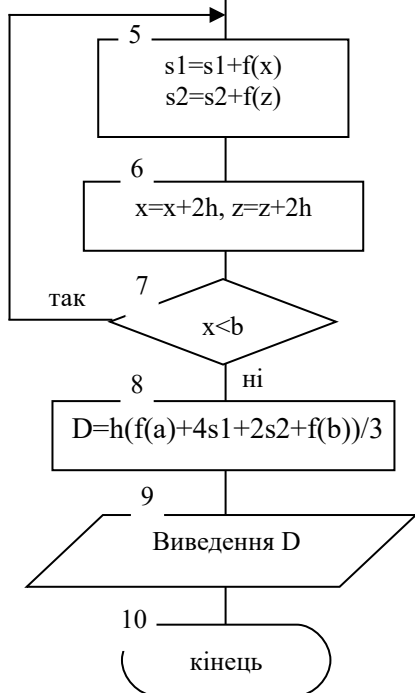 5
s1=s1+f(x)
s2=s2+f(z)
6
x=x+2h, z=z+2h
7
так
x<b
ні
8
D=h(f(a)+4s1+2s2+f(b))/3
9
Виведення D
10
кінець